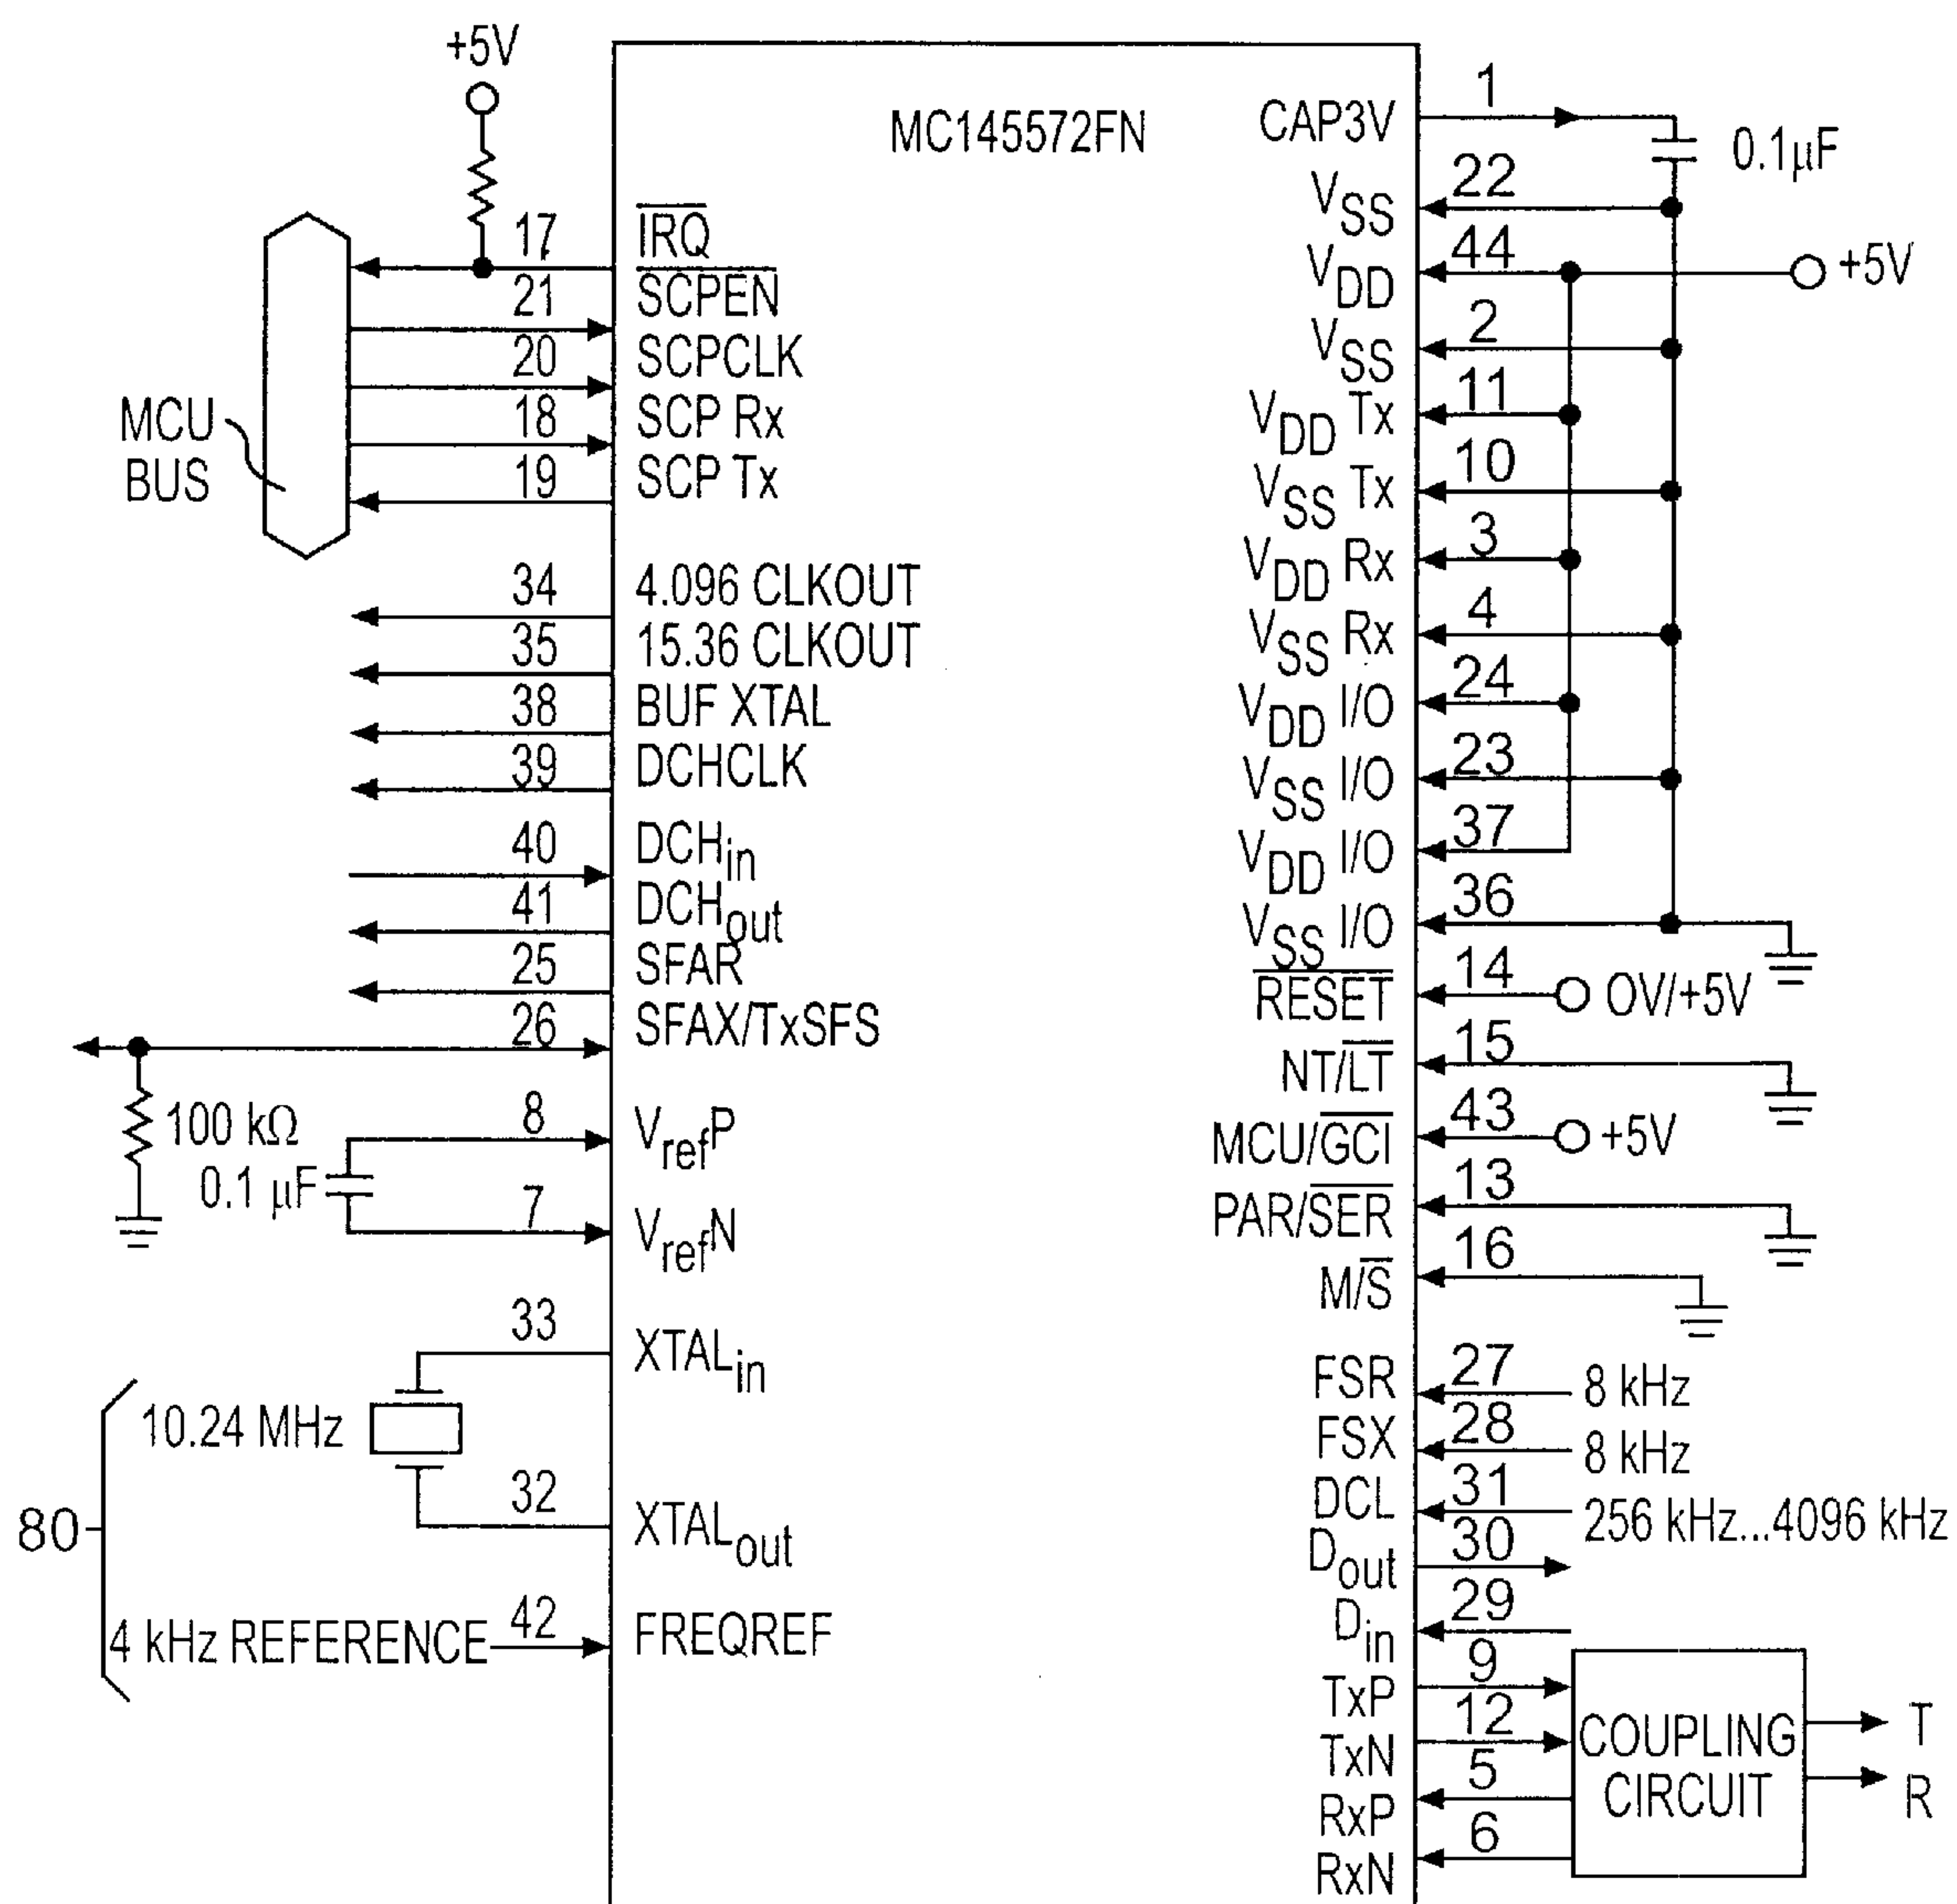 +5V
MC145572FN
CAP3V 1
0.1µF
VSS 22
VDD 44 +5V
VSS 2
VDD Tx 11
VSS Tx 10
VDD Rx 3
VSS Rx 4
VDD I/O 24
VSS I/O 23
VDD I/O 37
VSS I/O 36
RESET 14 OV/+5V
NT/LT 15
MCU/GCI 43 +5V
PAR/SER 13
M/S 16
FSR 27 8 kHz
FSX 28 8 kHz
DCL 31 256 kHz...4096 kHz
Dout 30
Din 29
TxP 9
TxN 12
RxP 5
RxN 6
COUPLING
CIRCUIT
T
R
MCU
BUS
17 IRQ
21 SCPEN
20 SCPCLK
18 SCP Rx
19 SCP Tx
34 4.096 CLKOUT
35 15.36 CLKOUT
38 BUF XTAL
39 DCHCLK
40 DCHin
41 DCHout
25 SFAR
26 SFAX/TxSFS
100 kΩ
8 VrefP
0.1 µF
7 VrefN
33 XTALin
10.24 MHz
32 XTALout
80
4 kHz REFERENCE 42 FREQREF